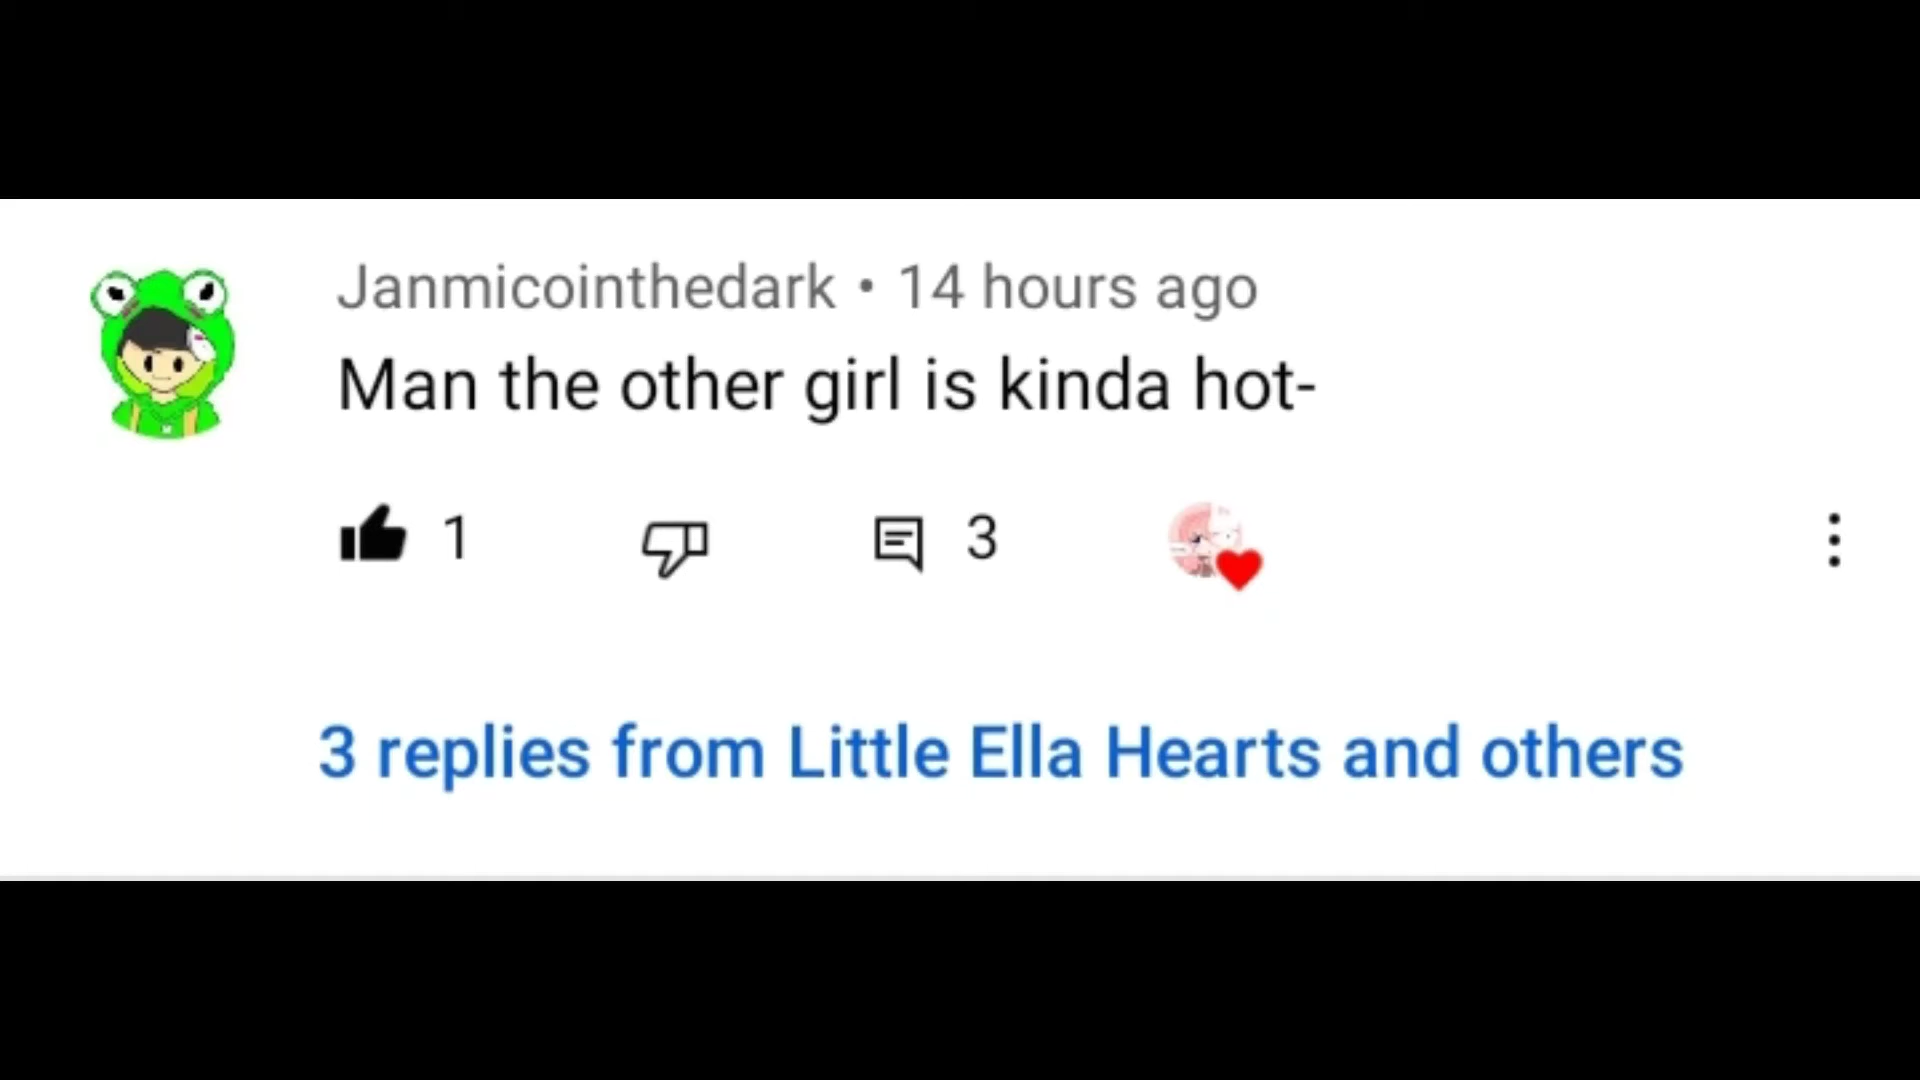 Janmicointhedark • 14 hours ago
Man the other girl is kinda hot-
1 3
3 replies from Little Ella Hearts and others